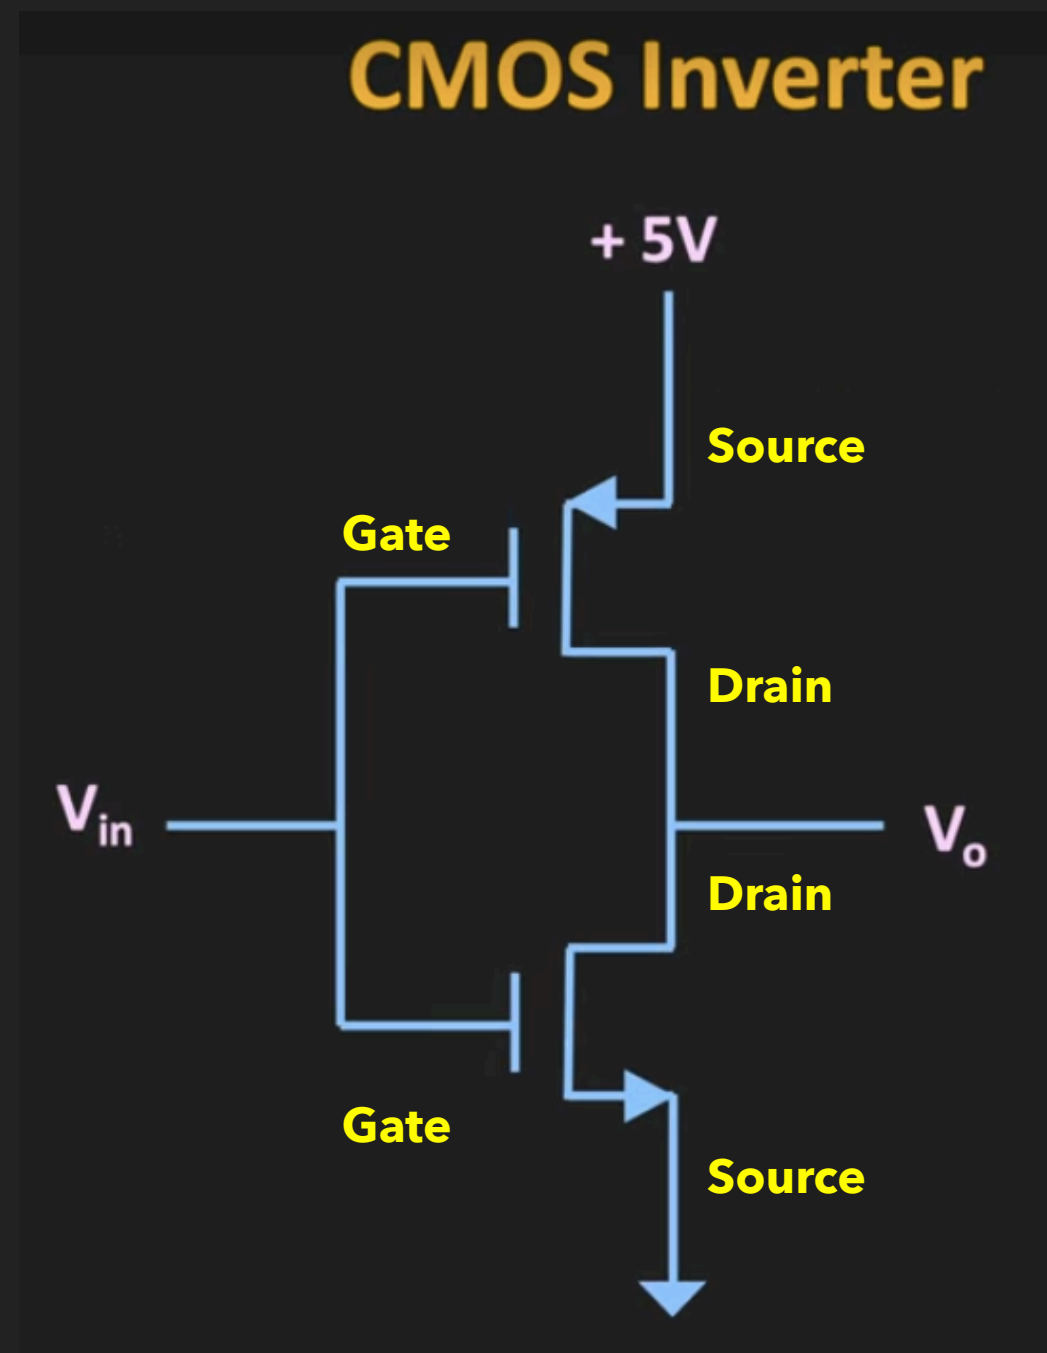 CMOS Inverter
+ 5V
Source
Gate
Drain
Vin
Vo
Drain
Gate
Source